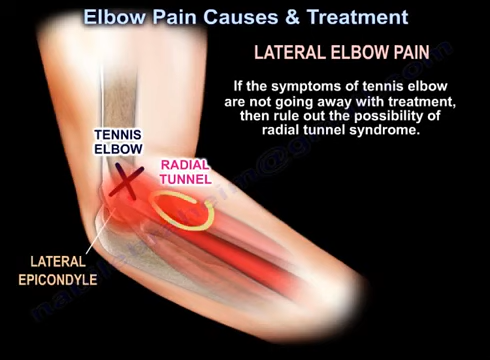 Elbow Pain Causes & Treatment
LATERAL ELBOW PAIN
If the symptoms of tennis elbow
are not going away with treatment,
then rule out the possibility of
radial tunnel syndrome.
TENNIS
ELBOW
RADIAL
TUNNEL
LATERAL
EPICONDYLE